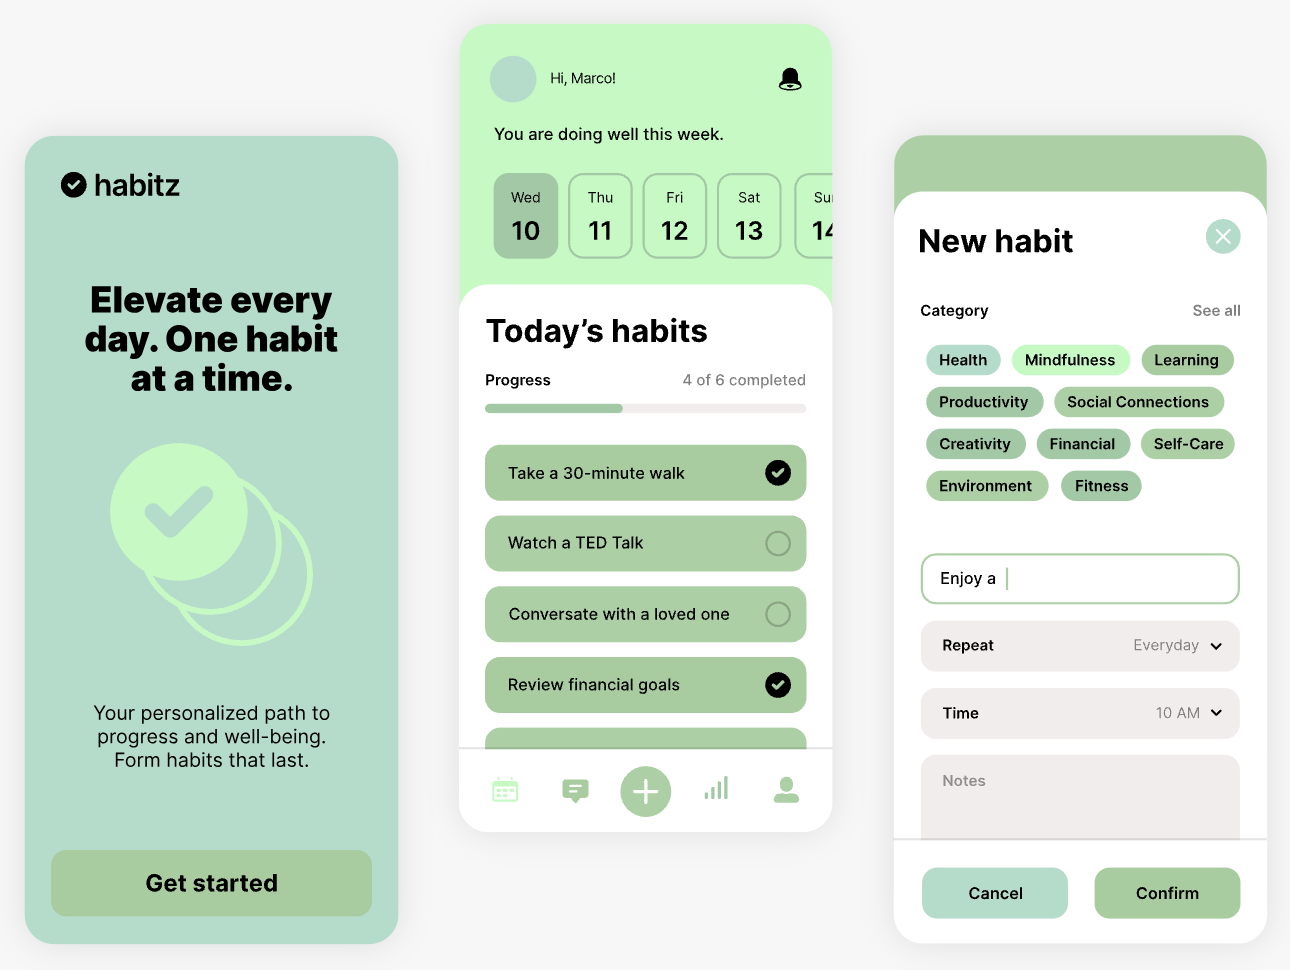 habitz
Elevate every
day. One habit
at a time.
Your personalized path to
progress and well-being.
Form habits that last.
Get started
Hi, Marco!
You are doing well this week.
Wed Thu Fri Sat Sun
10 11 12 13 14
Today’s habits
Progress 4 of 6 completed
Take a 30-minute walk
Watch a TED Talk
Conversate with a loved one
Review financial goals
New habit
Category See all
Health Mindfulness Learning
Productivity Social Connections
Creativity Financial Self-Care
Environment Fitness
Enjoy a
Repeat Everyday
Time 10 AM
Notes
Cancel Confirm